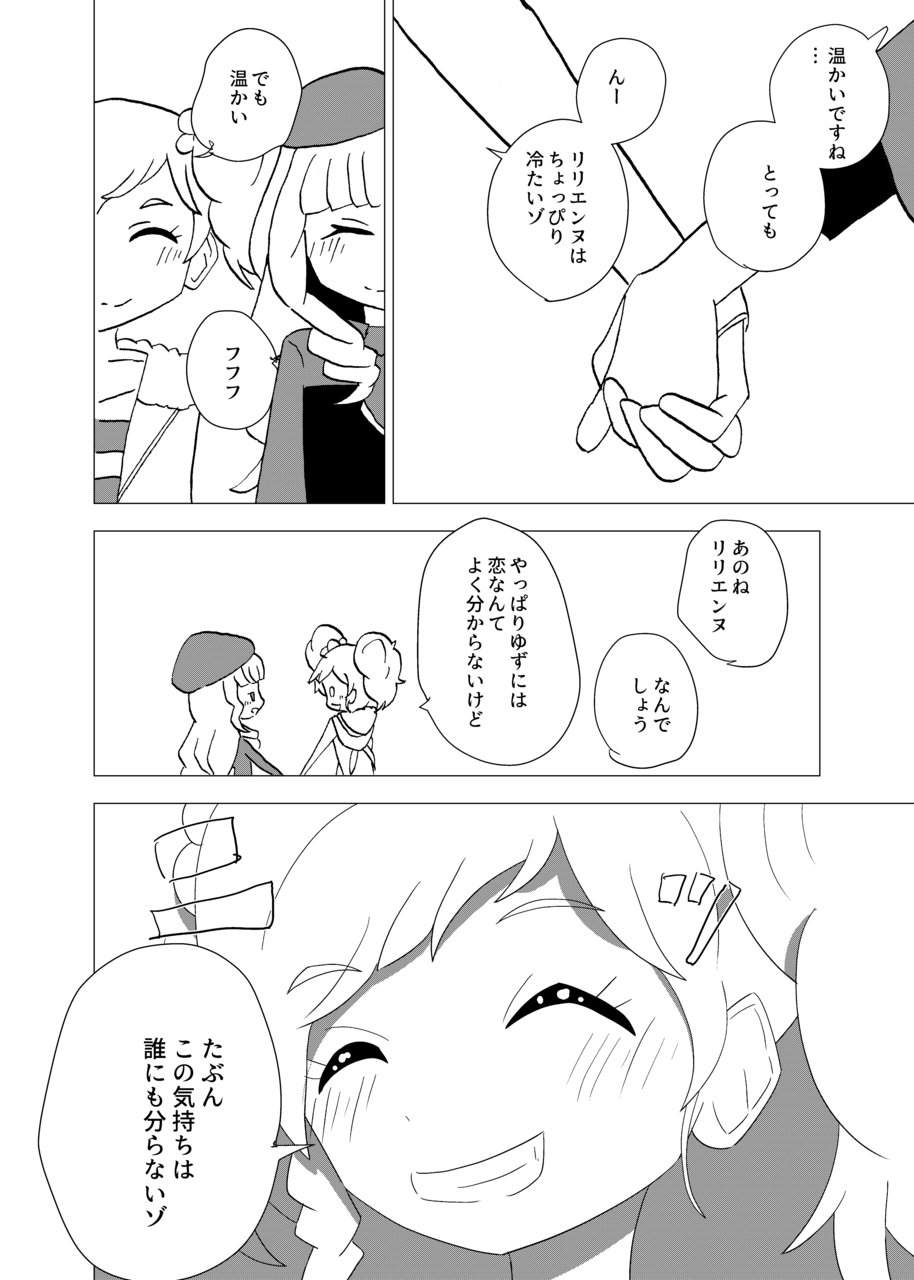 温かいですね
…
とっても
んー
リリエンヌは
ちょっぴり
冷たいゾ
でも
温かい
フフフ
あのね
リリエンヌ
なんで
しょう
やっぱりゆずには
恋なんて
よく分からないけど
ニコッ
たぶん
この気持ちは
誰にも分らないゾ